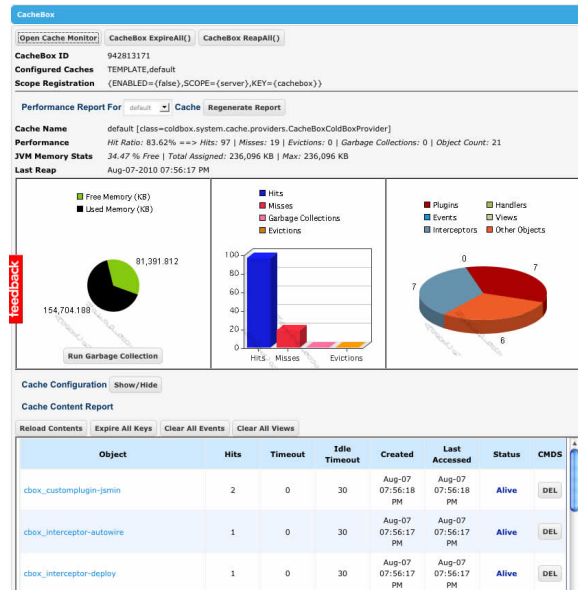 CacheBox
Open Cache Monitor CacheBox ExpireAll() CacheBox ReapAll()
CacheBox ID 942813171
Configured Caches TEMPLATE,default
Scope Registration {ENABLED={false},SCOPE={server},KEY={cachebox}}
Performance Report For default Cache Regenerate Report
Cache Name default [class=coldbox.system.cache.providers.CacheBoxColdBoxProvider]
Performance Hit Ratio: 83.62% ==> Hits: 97 | Misses: 19 | Evictions: 0 | Garbage Collections: 0 | Object Count: 21
JVM Memory Stats 34.47 % Free | Total Assigned: 236,096 KB | Max: 236,096 KB
Last Reap Aug-07-2010 07:56:17 PM
Free Memory (KB)
Used Memory (KB)
81,391.812
154,704.188
Run Garbage Collection
Hits
Misses
Garbage Collections
Evictions
100
80
60
40
20
0
Hits Misses Evictions
Plugins Handlers
Events Views
Interceptors Other Objects
0
7
7
6
feedback
Cache Configuration Show/Hide
Cache Content Report
Reload Contents Expire All Keys Clear All Events Clear All Views
Object Hits Timeout Idle Timeout Created Last Accessed Status CMDS
cbox_customplugin-jsmin 2 0 30 Aug-07 07:56:18 PM Aug-07 07:56:18 PM Alive DEL
cbox_interceptor-autowire 1 0 30 Aug-07 07:56:17 PM Aug-07 07:56:17 PM Alive DEL
cbox_interceptor-deploy 1 0 30 Aug-07 07:56:17 PM Aug-07 07:56:17 PM Alive DEL